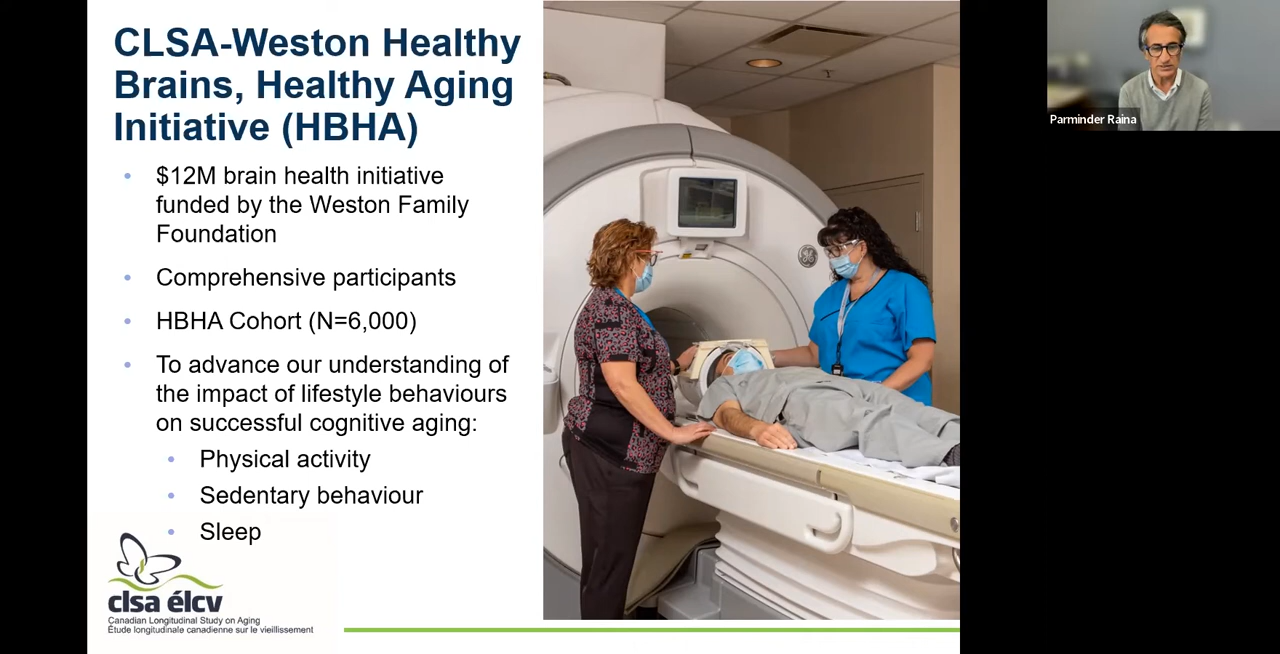 CLSA-Weston Healthy
Brains, Healthy Aging
Initiative (HBHA)
• $12M brain health initiative
funded by the Weston Family
Foundation
• Comprehensive participants
• HBHA Cohort (N=6,000)
• To advance our understanding of
the impact of lifestyle behaviours
on successful cognitive aging:
• Physical activity
• Sedentary behaviour
• Sleep
clsa élcv
Canadian Longitudinal Study on Aging
Étude longitudinale canadienne sur le vieillissement
GE
Parminder Raina